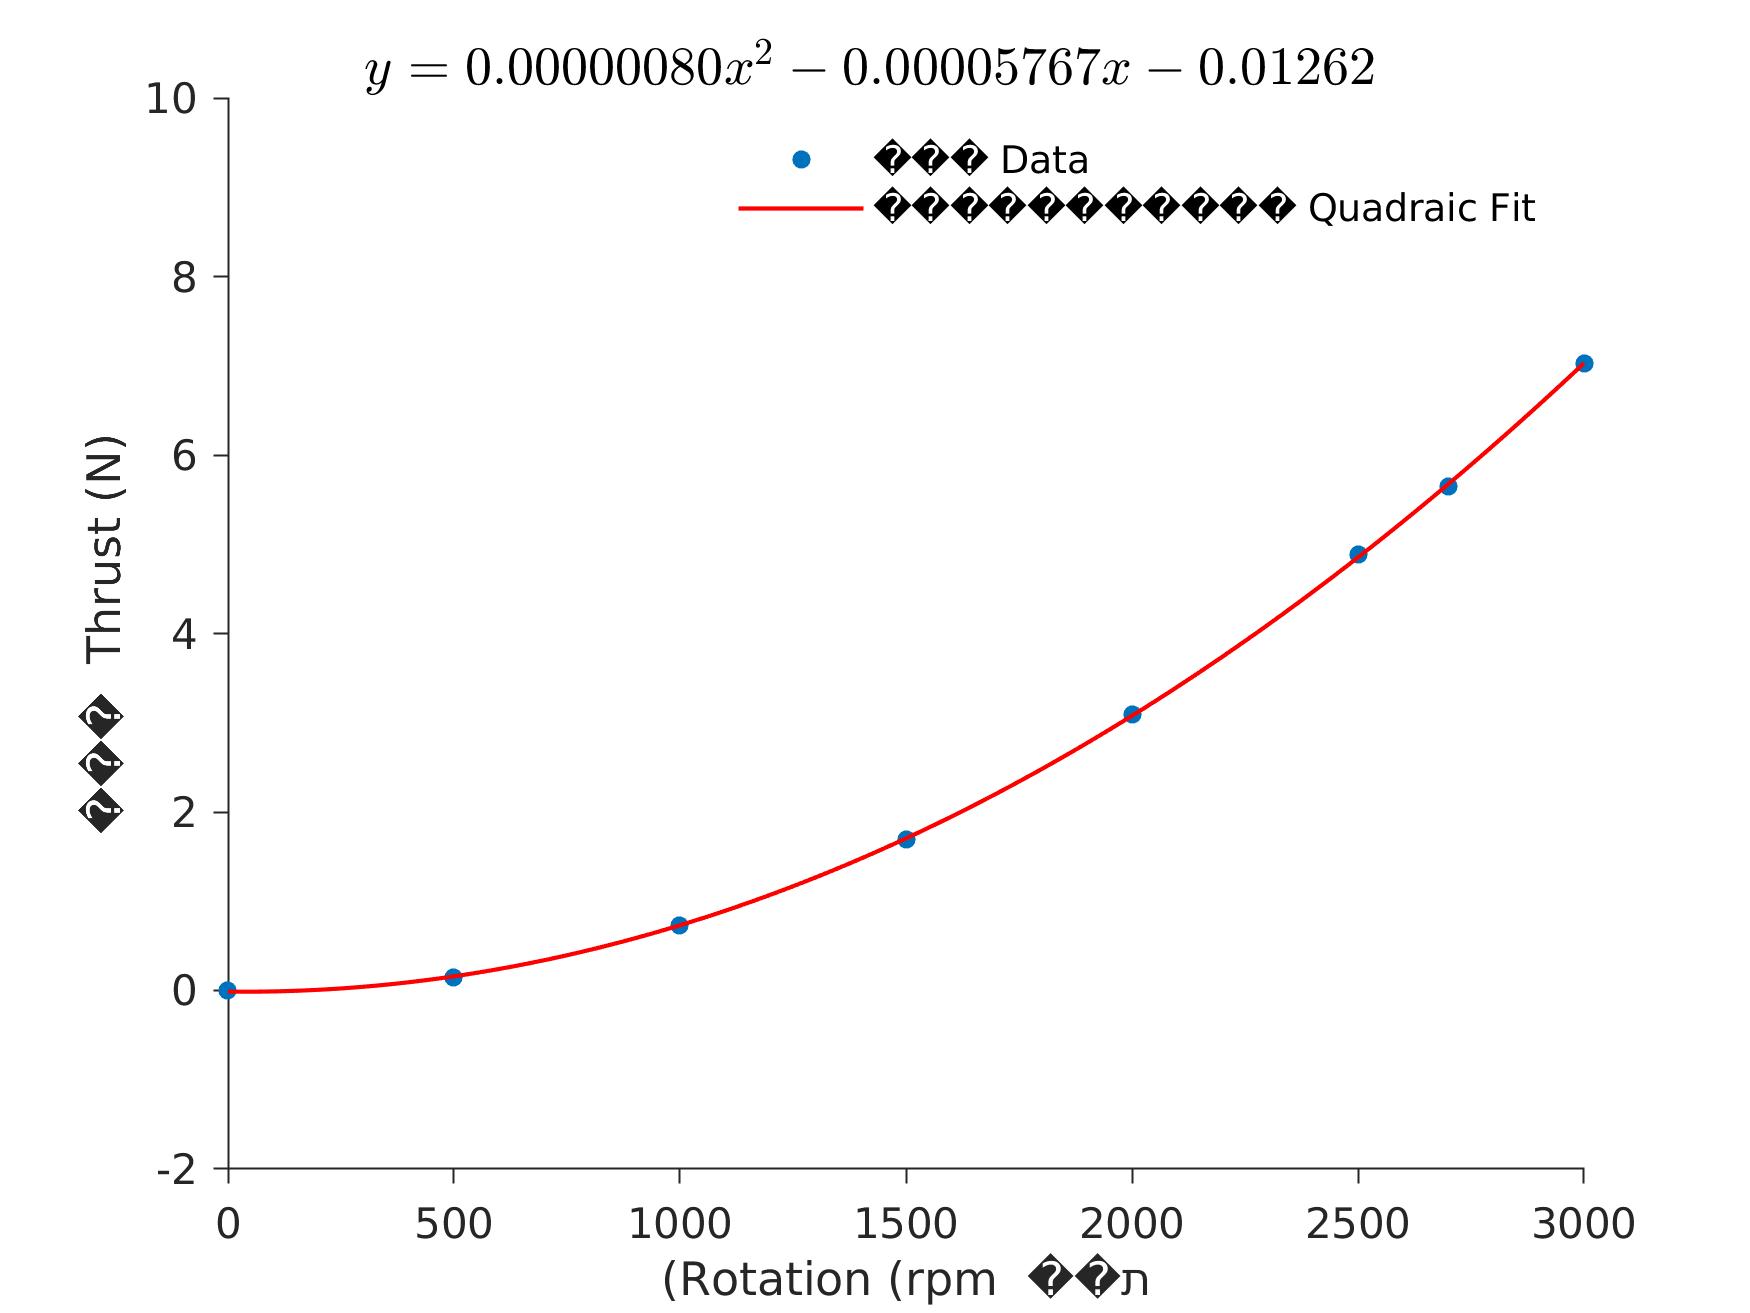 y = 0.00000080x² − 0.00005767x − 0.01262
10
��� Data
����������� Quadraic Fit
8
6
4
2
0
-2
��� Thrust (N)
0 500 1000 1500 2000 2500 3000
(Rotation (rpm ��ת